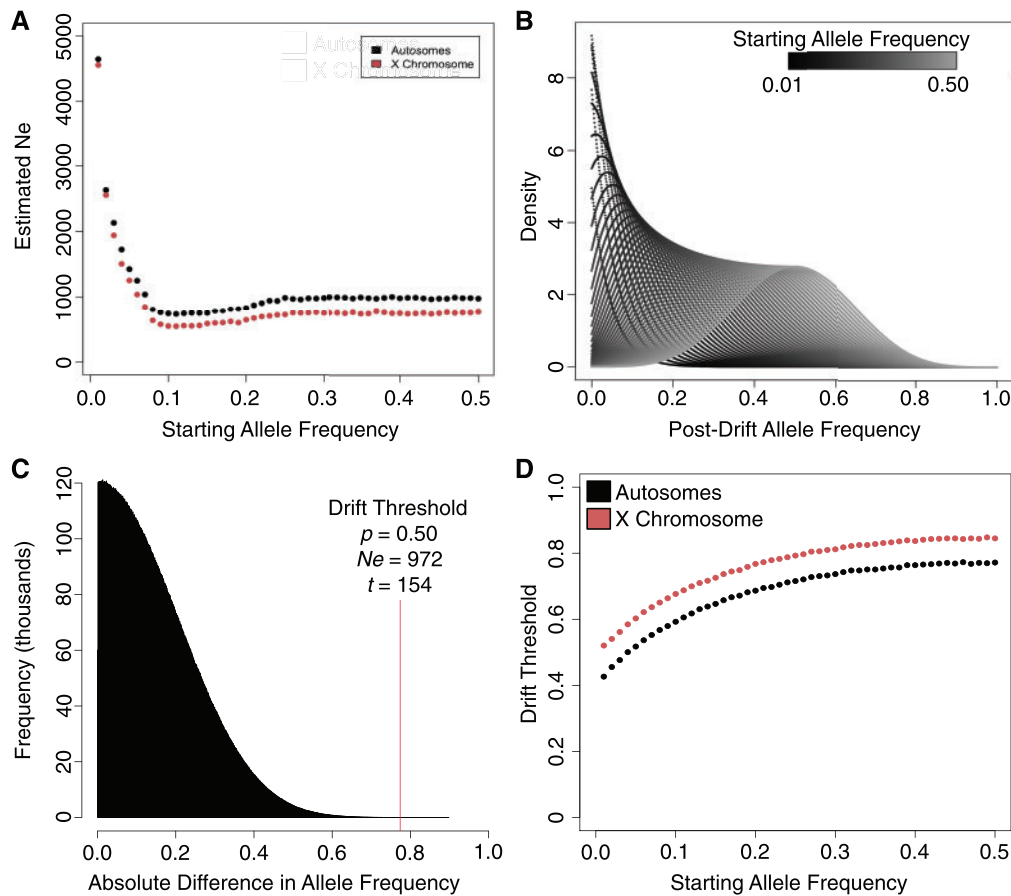 A
Estimated Ne
5000
4000
3000
2000
1000
0
Autosomes
X Chromosome
Autosomes
X Chromosome
0.0 0.1 0.2 0.3 0.4 0.5
Starting Allele Frequency
B
Density
8
6
4
2
0
Starting Allele Frequency
0.01 0.50
0.0 0.2 0.4 0.6 0.8 1.0
Post-Drift Allele Frequency
C
Frequency (thousands)
120
100
80
60
40
20
0
Drift Threshold
p = 0.50
Ne = 972
t = 154
0.0 0.2 0.4 0.6 0.8 1.0
Absolute Difference in Allele Frequency
D
Drift Threshold
1.0
0.8
0.6
0.4
0.2
0
Autosomes
X Chromosome
0.0 0.1 0.2 0.3 0.4 0.5
Starting Allele Frequency